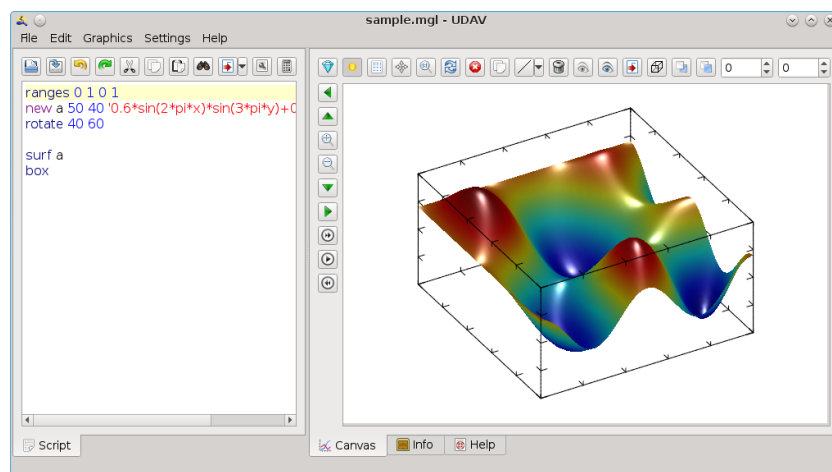 sample.mgl - UDAV
File Edit Graphics Settings Help
0 0
ranges 0 1 0 1
new a 50 40 '0.6*sin(2*pi*x)*sin(3*pi*y)+0
rotate 40 60
surf a
box
Script
Canvas Info Help